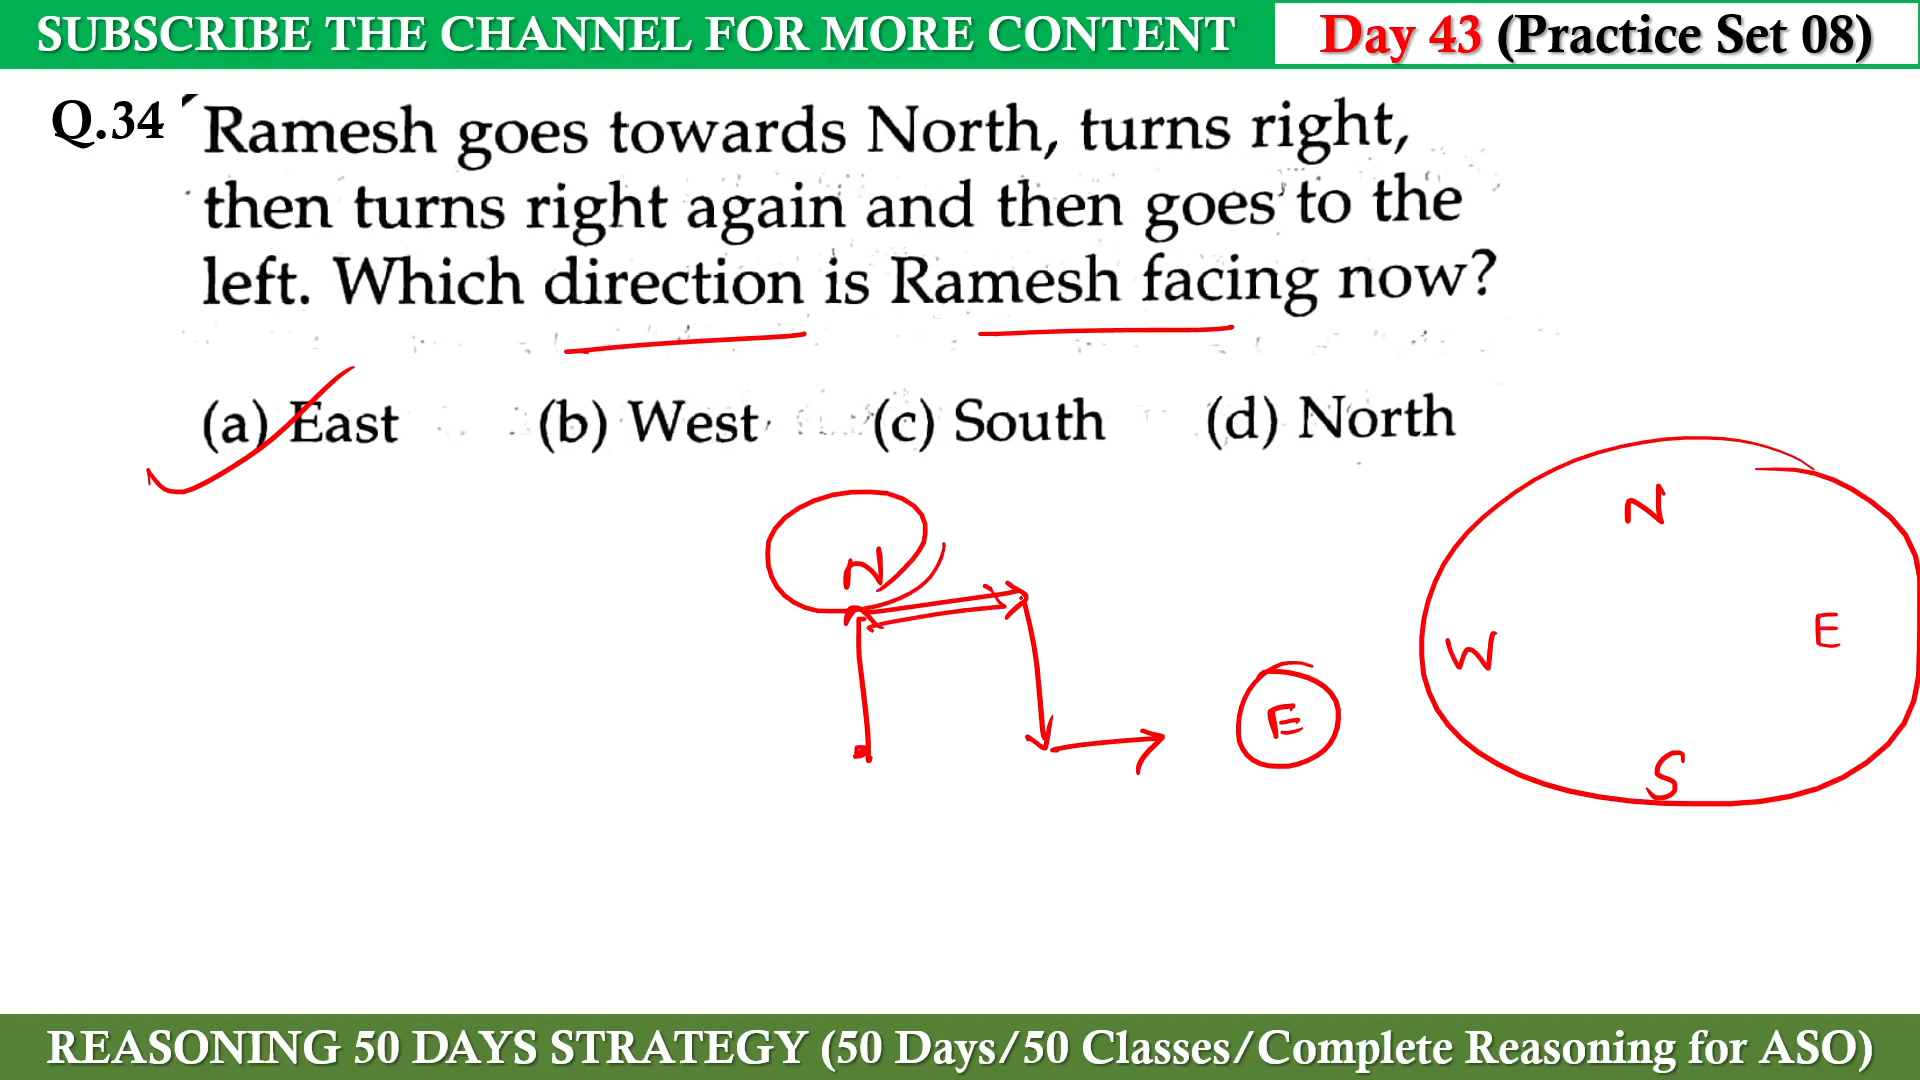 SUBSCRIBE THE CHANNEL FOR MORE CONTENT
Day 43 (Practice Set 08)
Q.34 Ramesh goes towards North, turns right,
then turns right again and then goes to the
left. Which direction is Ramesh facing now?
(a) East (b) West (c) South (d) North
N
N
E
W
E
S
REASONING 50 DAYS STRATEGY (50 Days/50 Classes/Complete Reasoning for ASO)